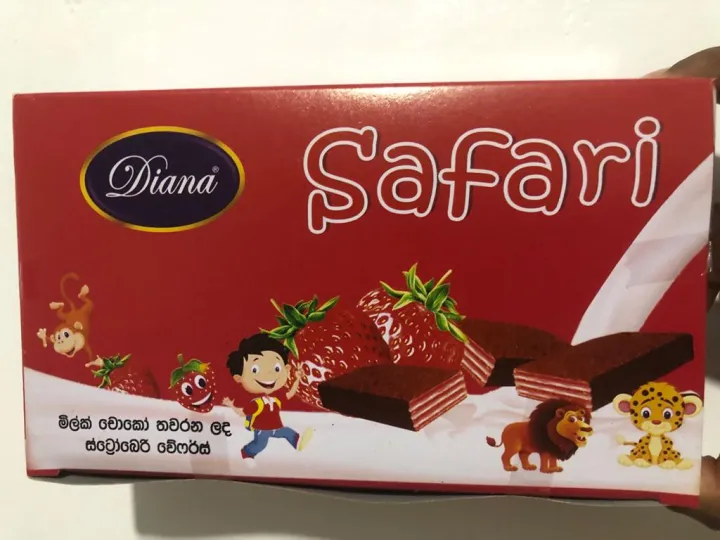 Diana®
Safari
මිල්ක් චොකෝ තවරන ලද
ස්ට්‍රෝබෙරි වේෆර්ස්